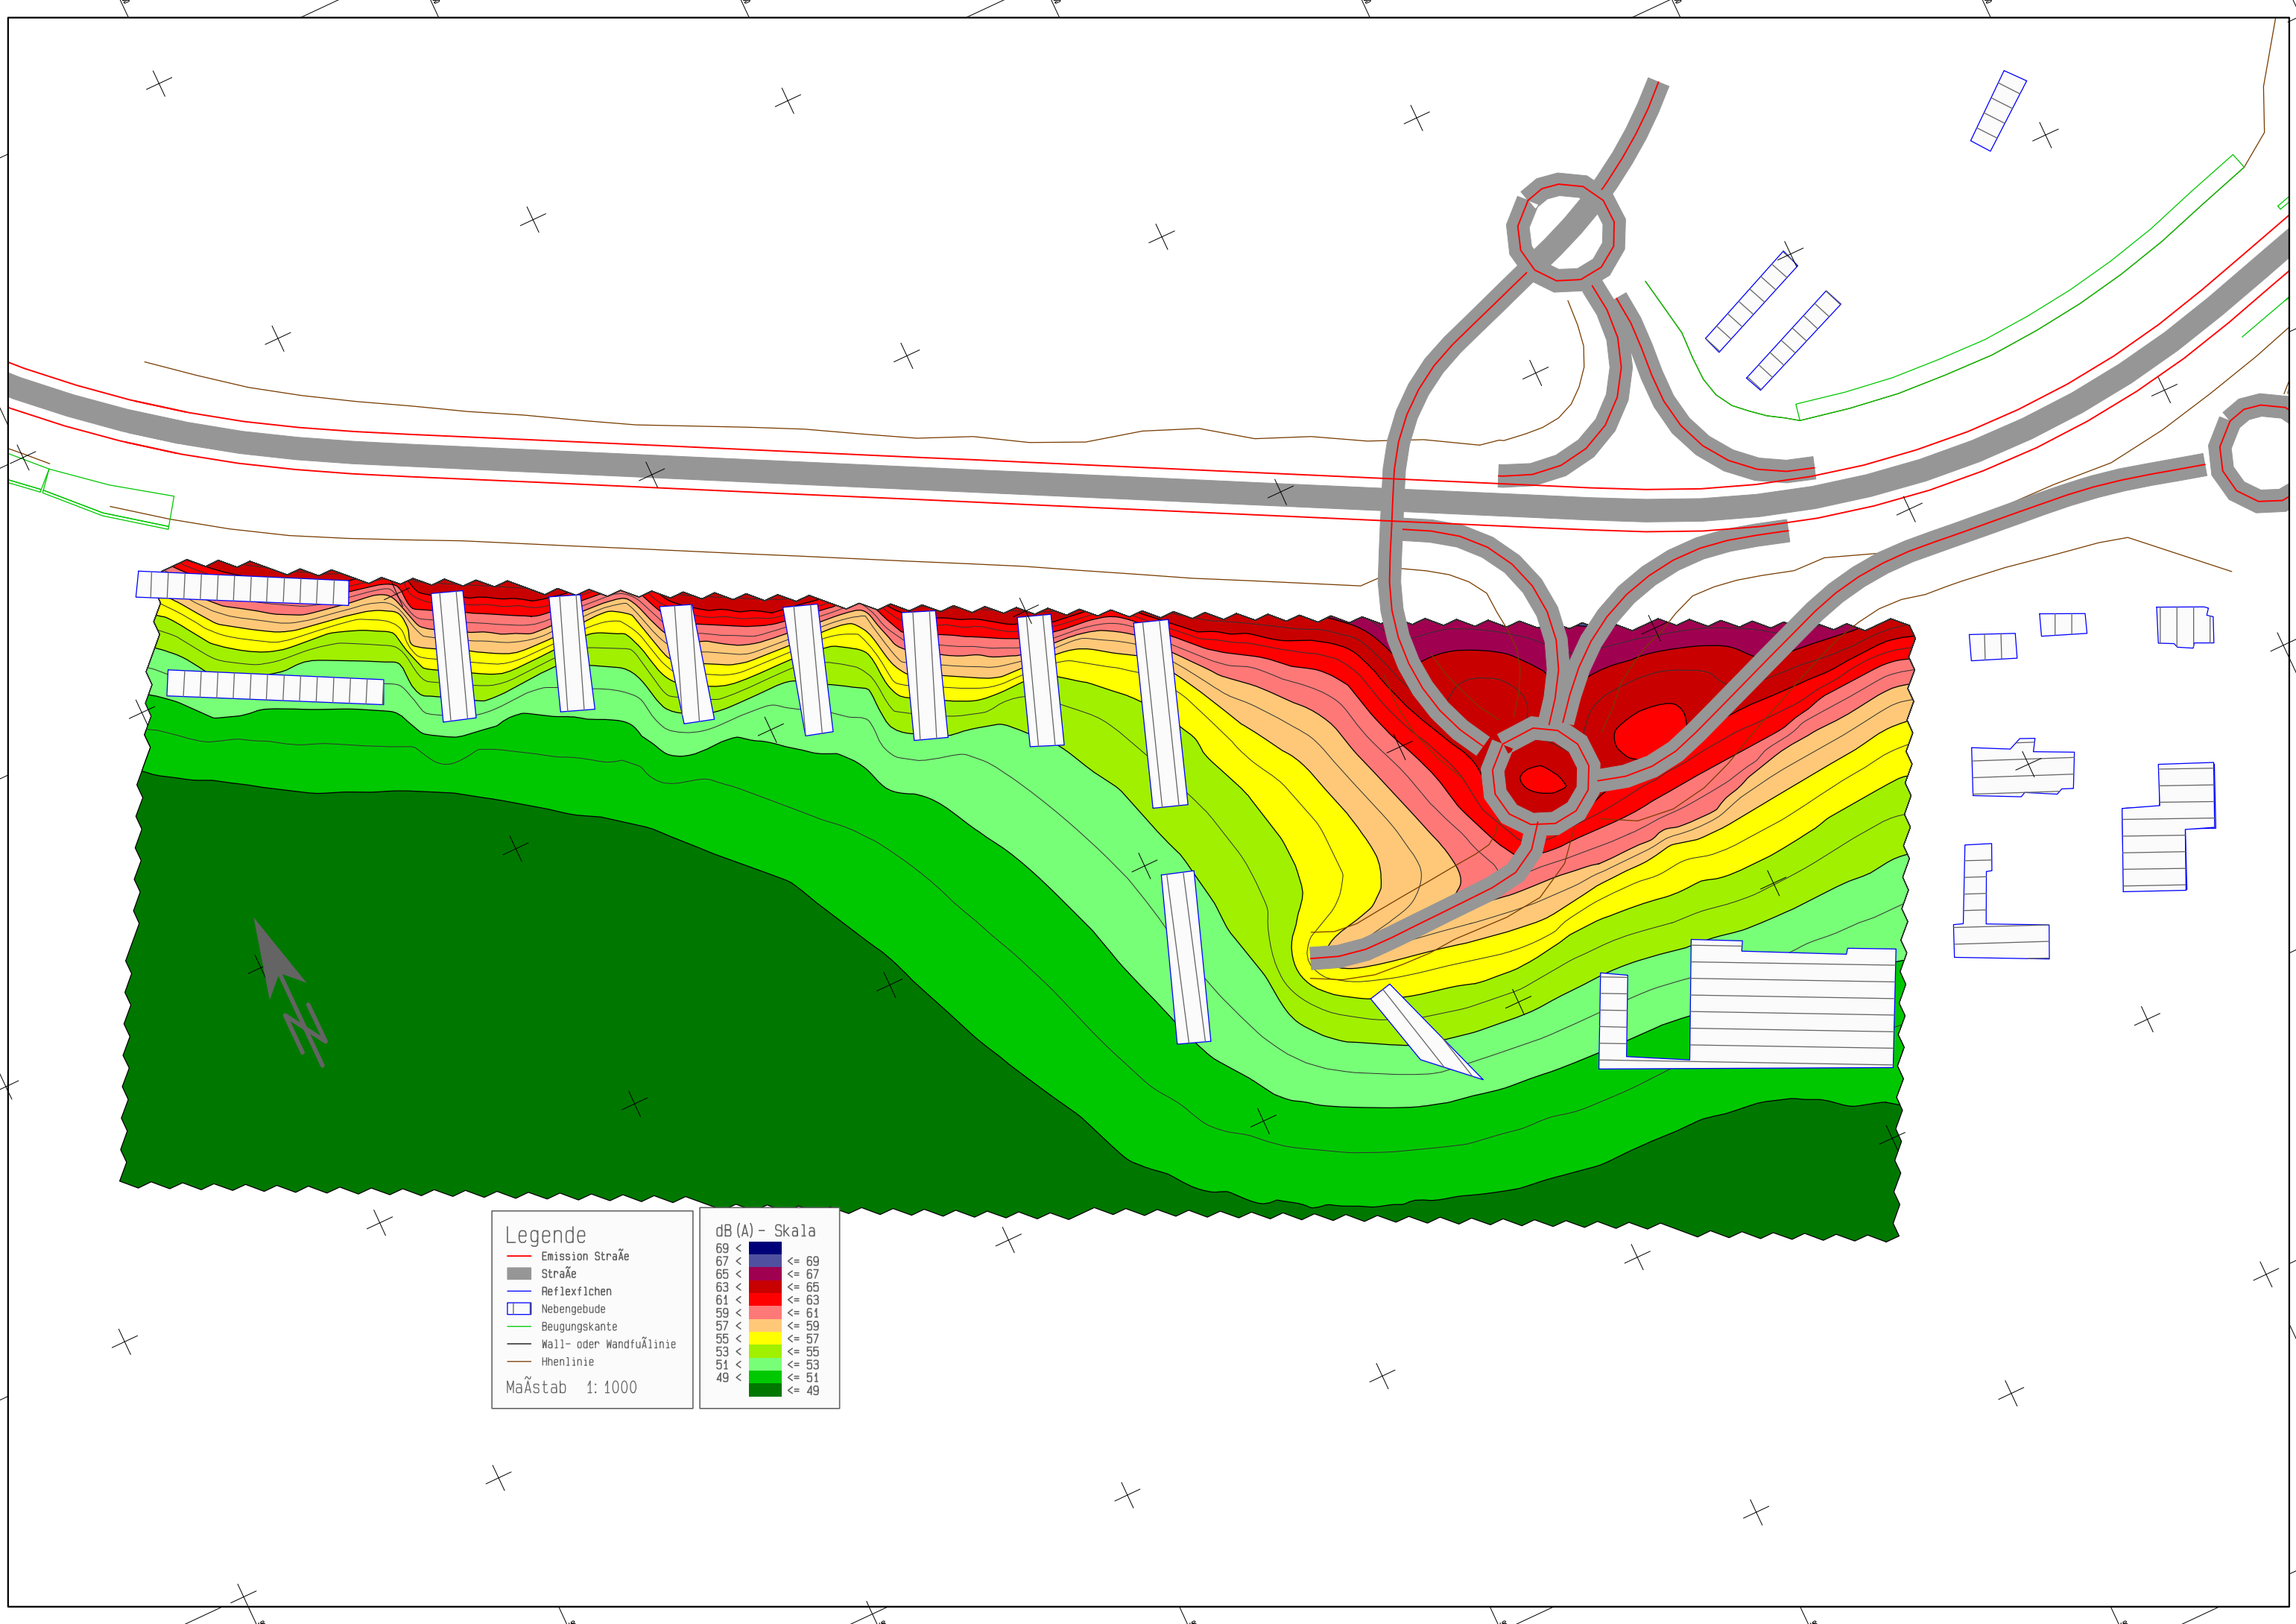 Legende
Emission StraÃe
StraÃe
Reflexflchen
Nebengebude
Beugungskante
Wall- oder WandfuÃlinie
Hhenlinie
MaÃstab 1: 1000
dB(A)- Skala
69 <
67 < <= 69
65 < <= 67
63 < <= 65
61 < <= 63
59 < <= 61
57 < <= 59
55 < <= 57
53 < <= 55
51 < <= 53
49 < <= 51
<= 49